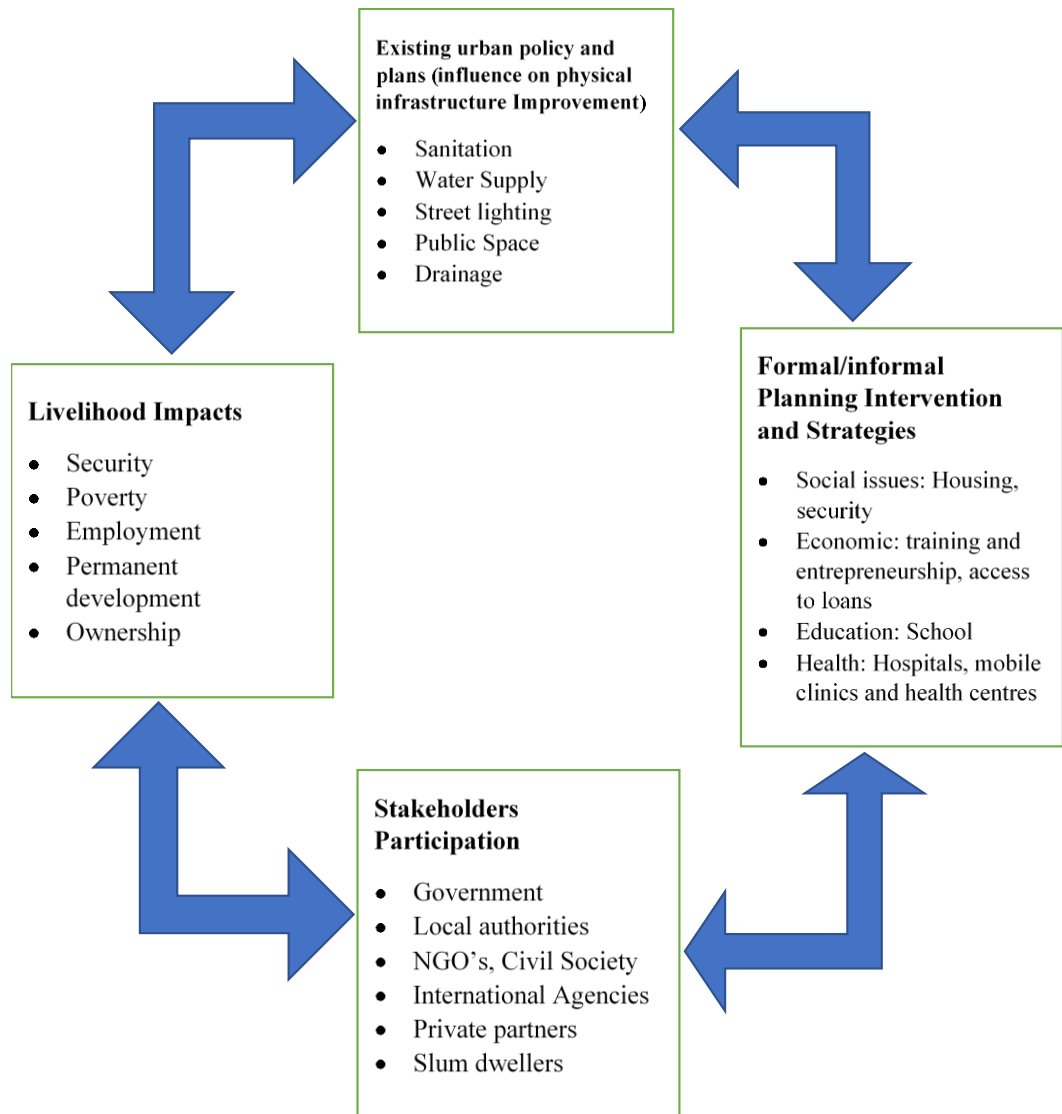 Existing urban policy and
plans (influence on physical
infrastructure Improvement)
• Sanitation
• Water Supply
• Street lighting
• Public Space
• Drainage
Livelihood Impacts
• Security
• Poverty
• Employment
• Permanent
development
• Ownership
Formal/informal
Planning Intervention
and Strategies
• Social issues: Housing,
security
• Economic: training and
entrepreneurship, access
to loans
• Education: School
• Health: Hospitals, mobile
clinics and health centres
Stakeholders
Participation
• Government
• Local authorities
• NGO’s, Civil Society
• International Agencies
• Private partners
• Slum dwellers